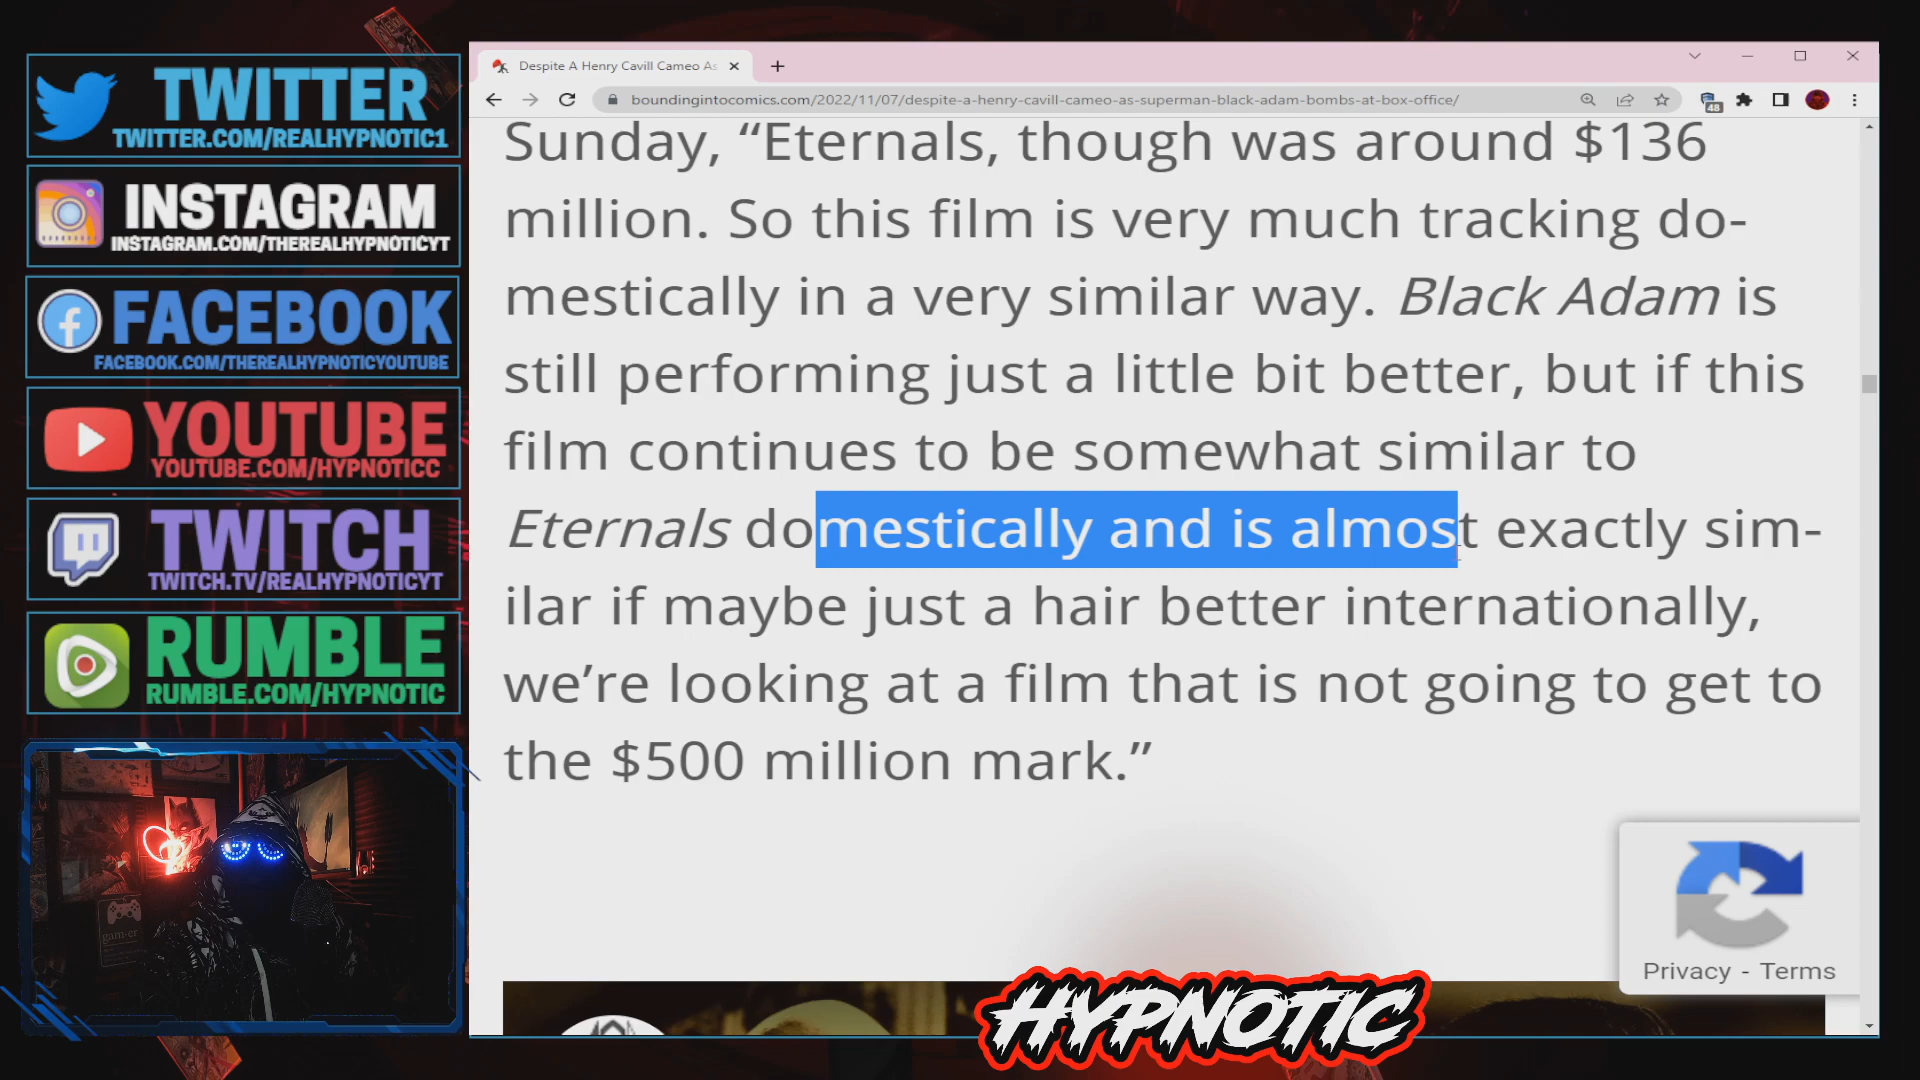 TWITTER
TWITTER.COM/REALHYPNOTIC1
INSTAGRAM
INSTAGRAM.COM/THEREALHYPNOTICYT
FACEBOOK
FACEBOOK.COM/THEREALHYPNOTICYOUTUBE
YOUTUBE
YOUTUBE.COM/HYPNOTICC
TWITCH
TWITCH.TV/REALHYPNOTICYT
RUMBLE
RUMBLE.COM/HYPNOTIC
gam-er
Despite A Henry Cavill Cameo As
boundingintocomics.com/2022/11/07/despite-a-henry-cavill-cameo-as-superman-black-adam-bombs-at-box-office/
48
Sunday, “Eternals, though was around $136
million. So this film is very much tracking do-
mestically in a very similar way. Black Adam is
still performing just a little bit better, but if this
film continues to be somewhat similar to
Eternals domestically and is almost exactly sim-
ilar if maybe just a hair better internationally,
we’re looking at a film that is not going to get to
the $500 million mark.”
Privacy - Terms
HYPNOTIC